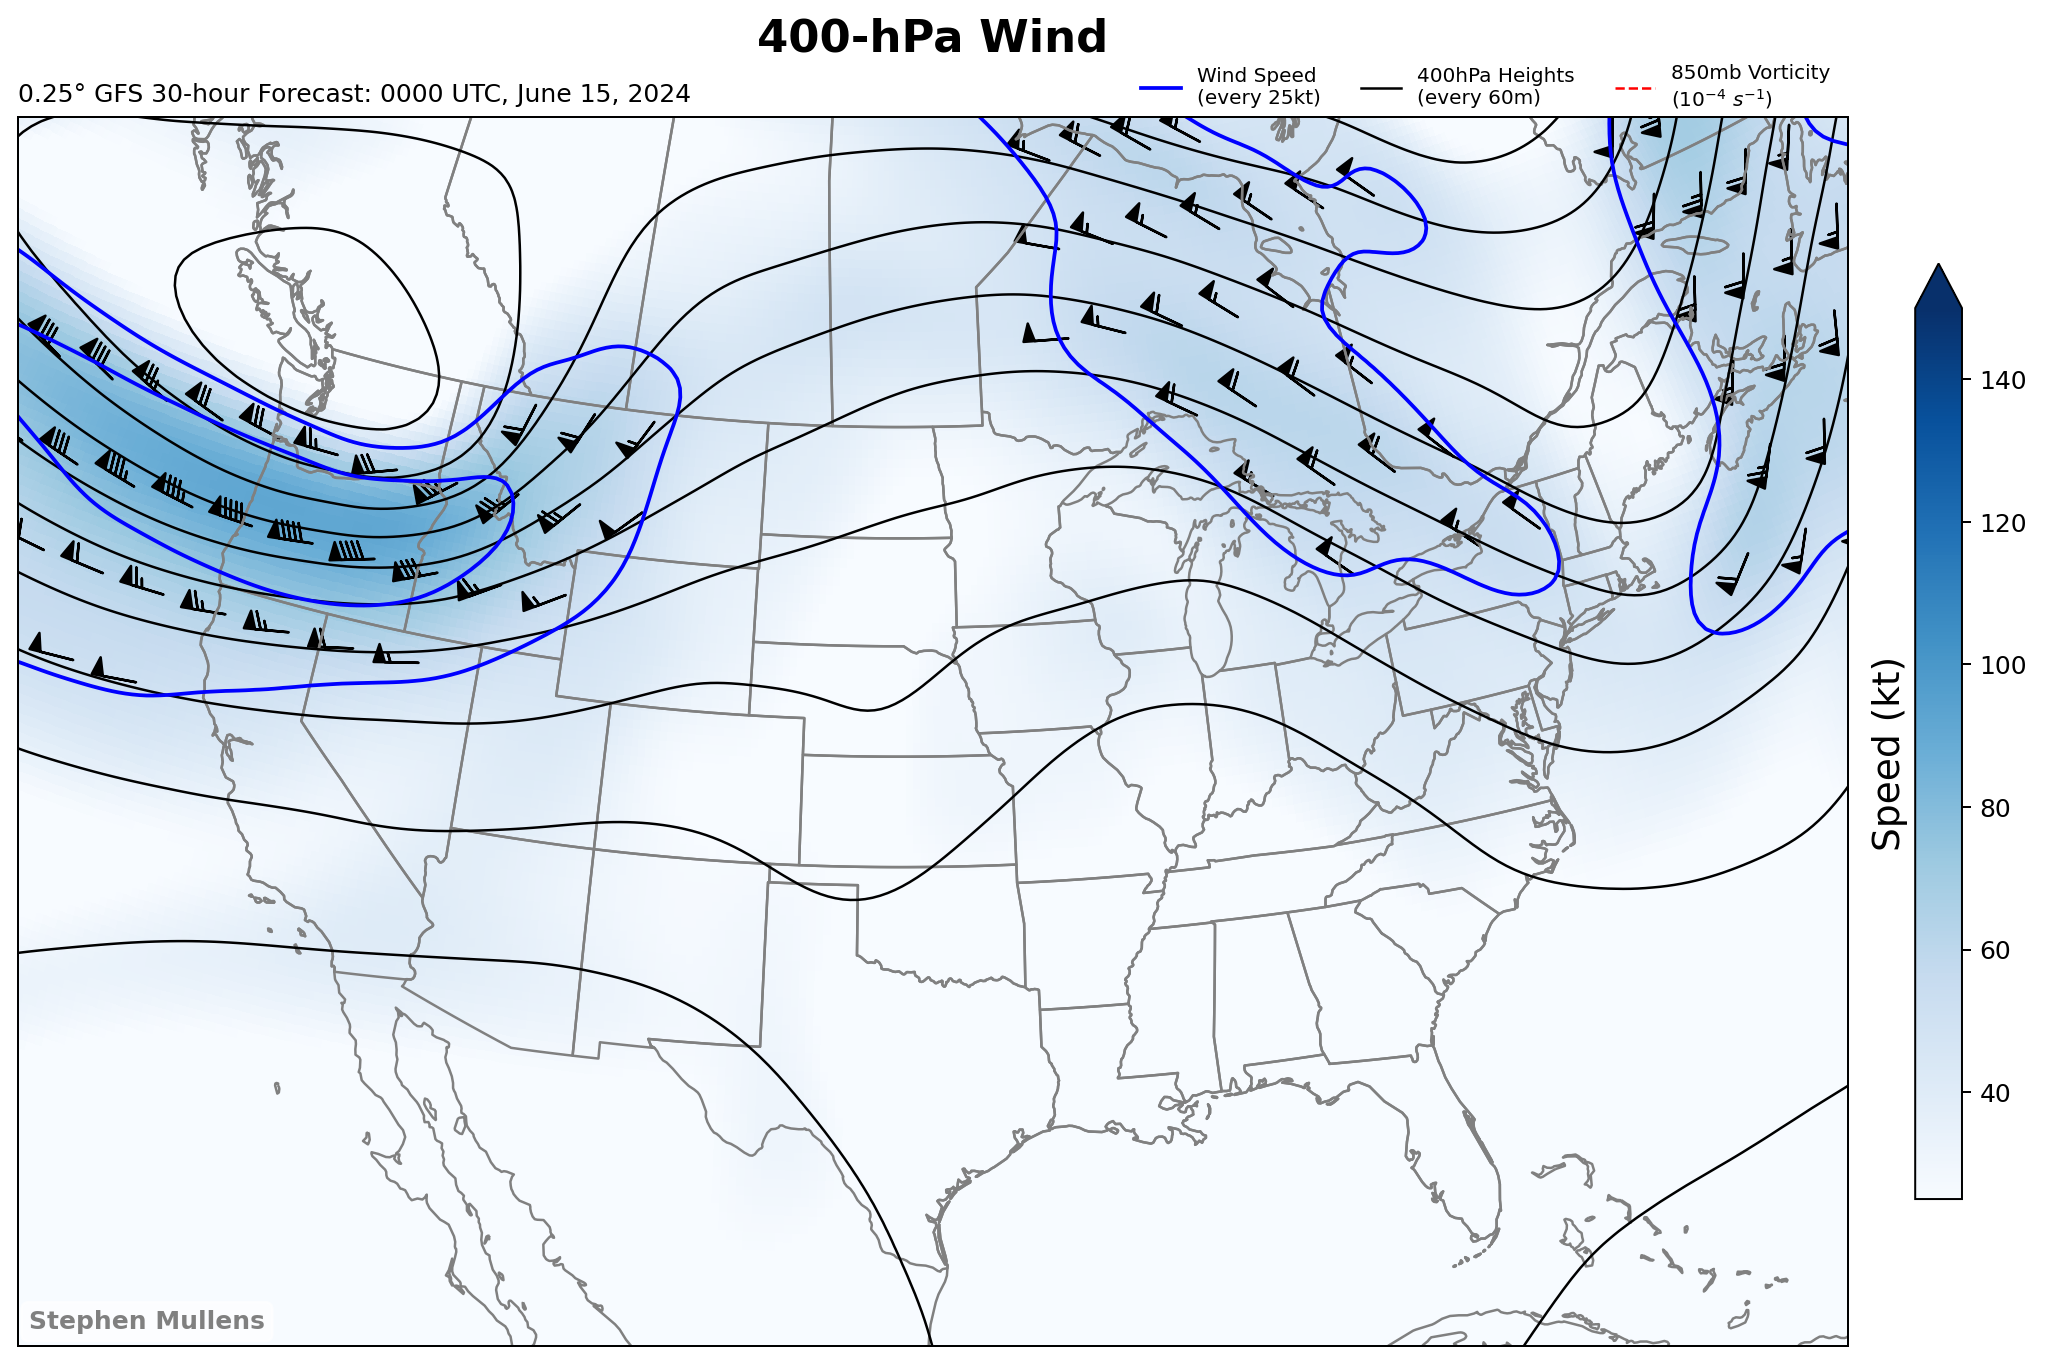 400-hPa Wind
0.25° GFS 30-hour Forecast: 0000 UTC, June 15, 2024
Wind Speed
(every 25kt)
400hPa Heights
(every 60m)
850mb Vorticity
(10⁻⁴ s⁻¹)
140
120
100
80
60
40
Speed (kt)
Stephen Mullens